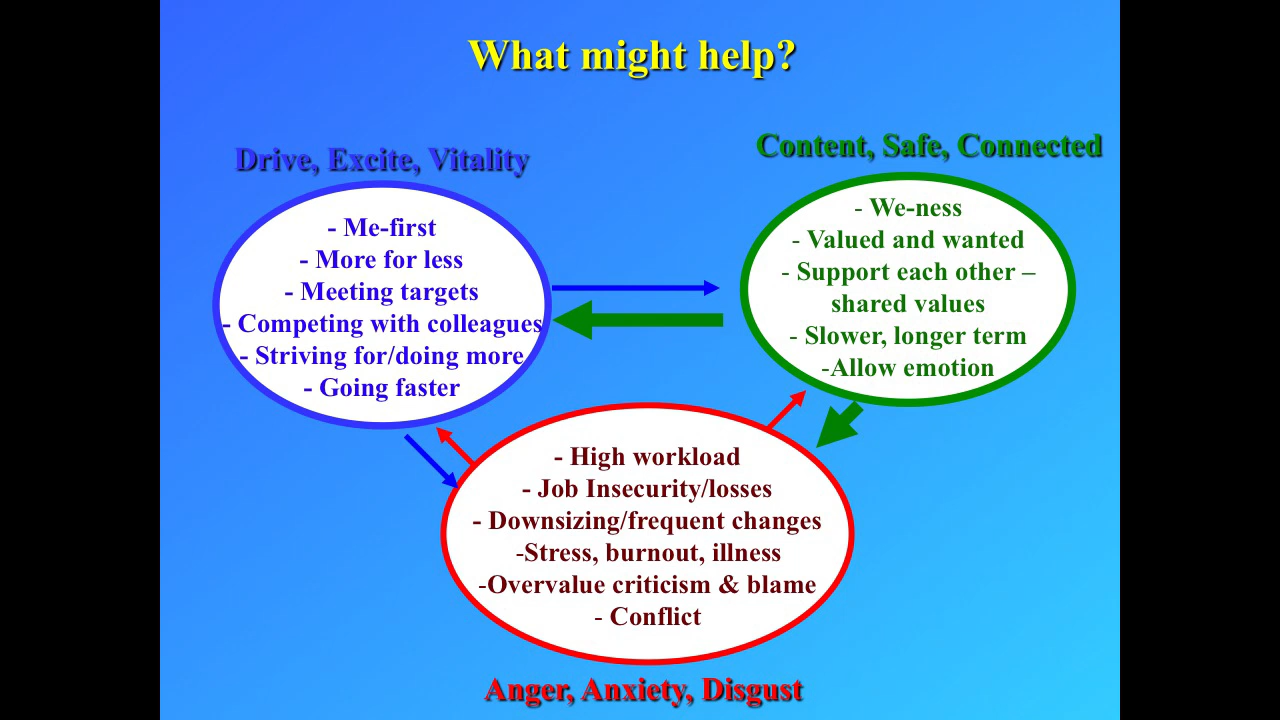 What might help?
Drive, Excite, Vitality
- Me-first
- More for less
- Meeting targets
- Competing with colleagues
- Striving for/doing more
- Going faster
Content, Safe, Connected
- We-ness
- Valued and wanted
- Support each other –
shared values
- Slower, longer term
-Allow emotion
- High workload
- Job Insecurity/losses
- Downsizing/frequent changes
-Stress, burnout, illness
-Overvalue criticism & blame
- Conflict
Anger, Anxiety, Disgust